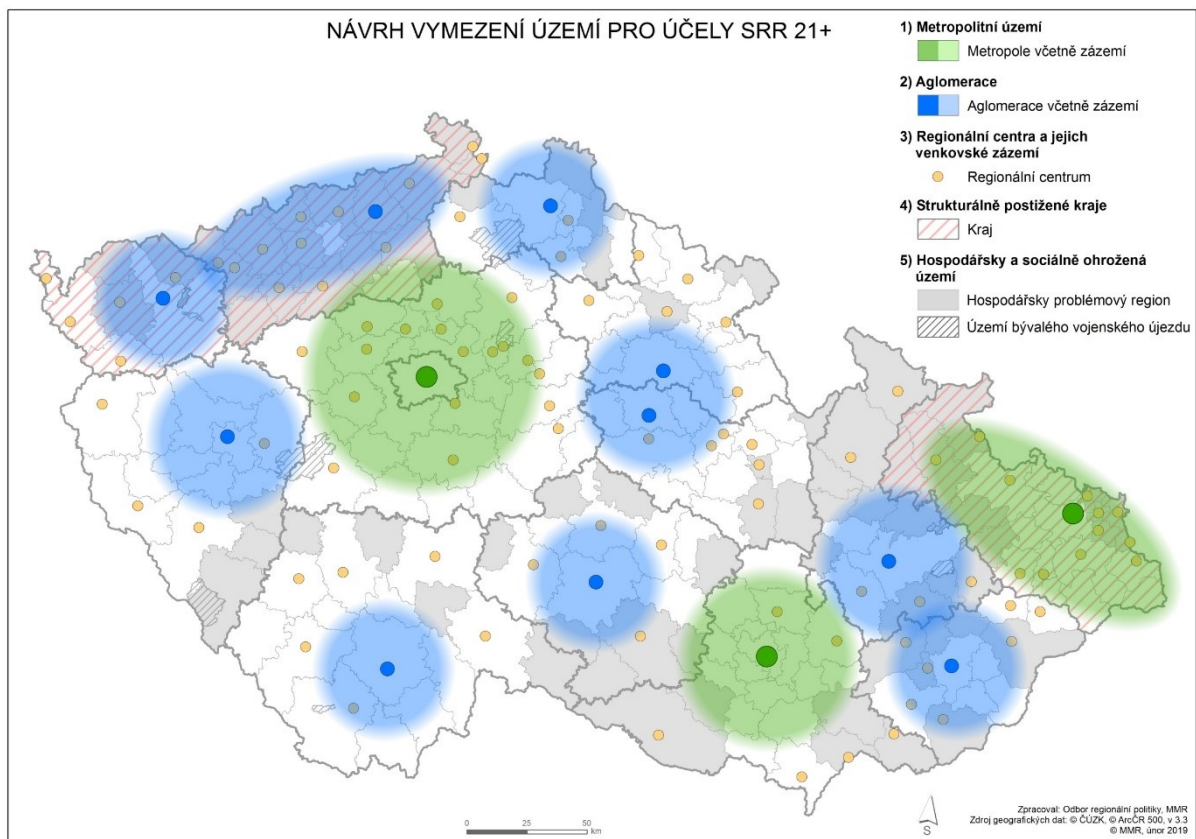 NÁVRH VYMEZENÍ ÚZEMÍ PRO ÚČELY SRR 21+
1) Metropolitní území
Metropole včetně zázemí
2) Aglomerace
Aglomerace včetně zázemí
3) Regionální centra a jejich
venkovské zázemí
Regionální centrum
4) Strukturálně postižené kraje
Kraj
5) Hospodářsky a sociálně ohrožená
území
Hospodářsky problémový region
Území bývalého vojenského újezdu
0 25 50
km
S
Zpracoval: Odbor regionální politiky, MMR
Zdroj geografických dat: © ČÚZK, © ArcČR 500, v 3.3
© MMR, únor 2019